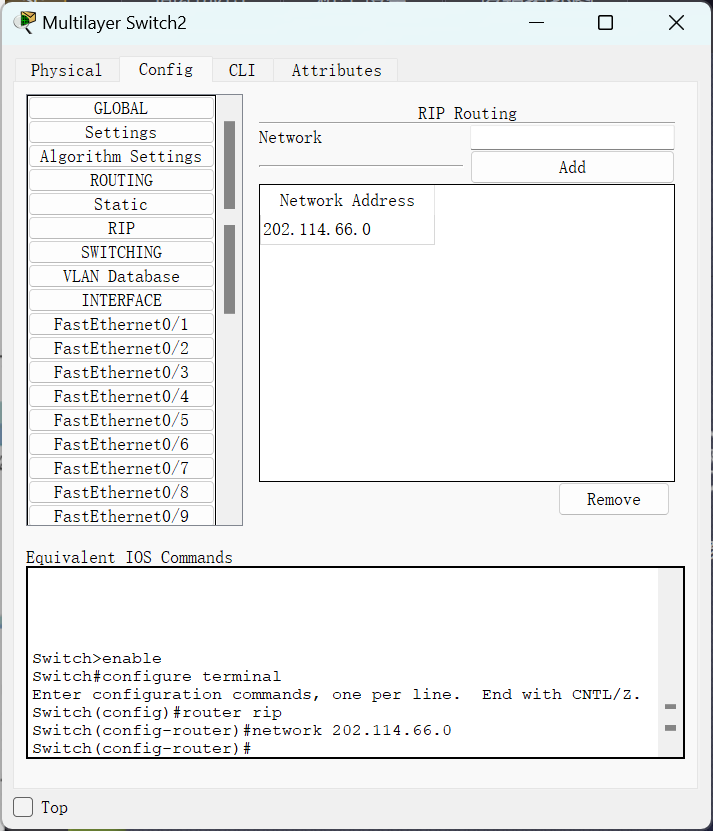 Multilayer Switch2
Physical Config CLI Attributes
GLOBAL
Settings
Algorithm Settings
ROUTING
Static
RIP
SWITCHING
VLAN Database
INTERFACE
FastEthernet0/1
FastEthernet0/2
FastEthernet0/3
FastEthernet0/4
FastEthernet0/5
FastEthernet0/6
FastEthernet0/7
FastEthernet0/8
FastEthernet0/9
RIP Routing
Network
Add
Network Address
202.114.66.0
Remove
Equivalent IOS Commands
Switch>enable
Switch#configure terminal
Enter configuration commands, one per line.  End with CNTL/Z.
Switch(config)#router rip
Switch(config-router)#network 202.114.66.0
Switch(config-router)#
Top